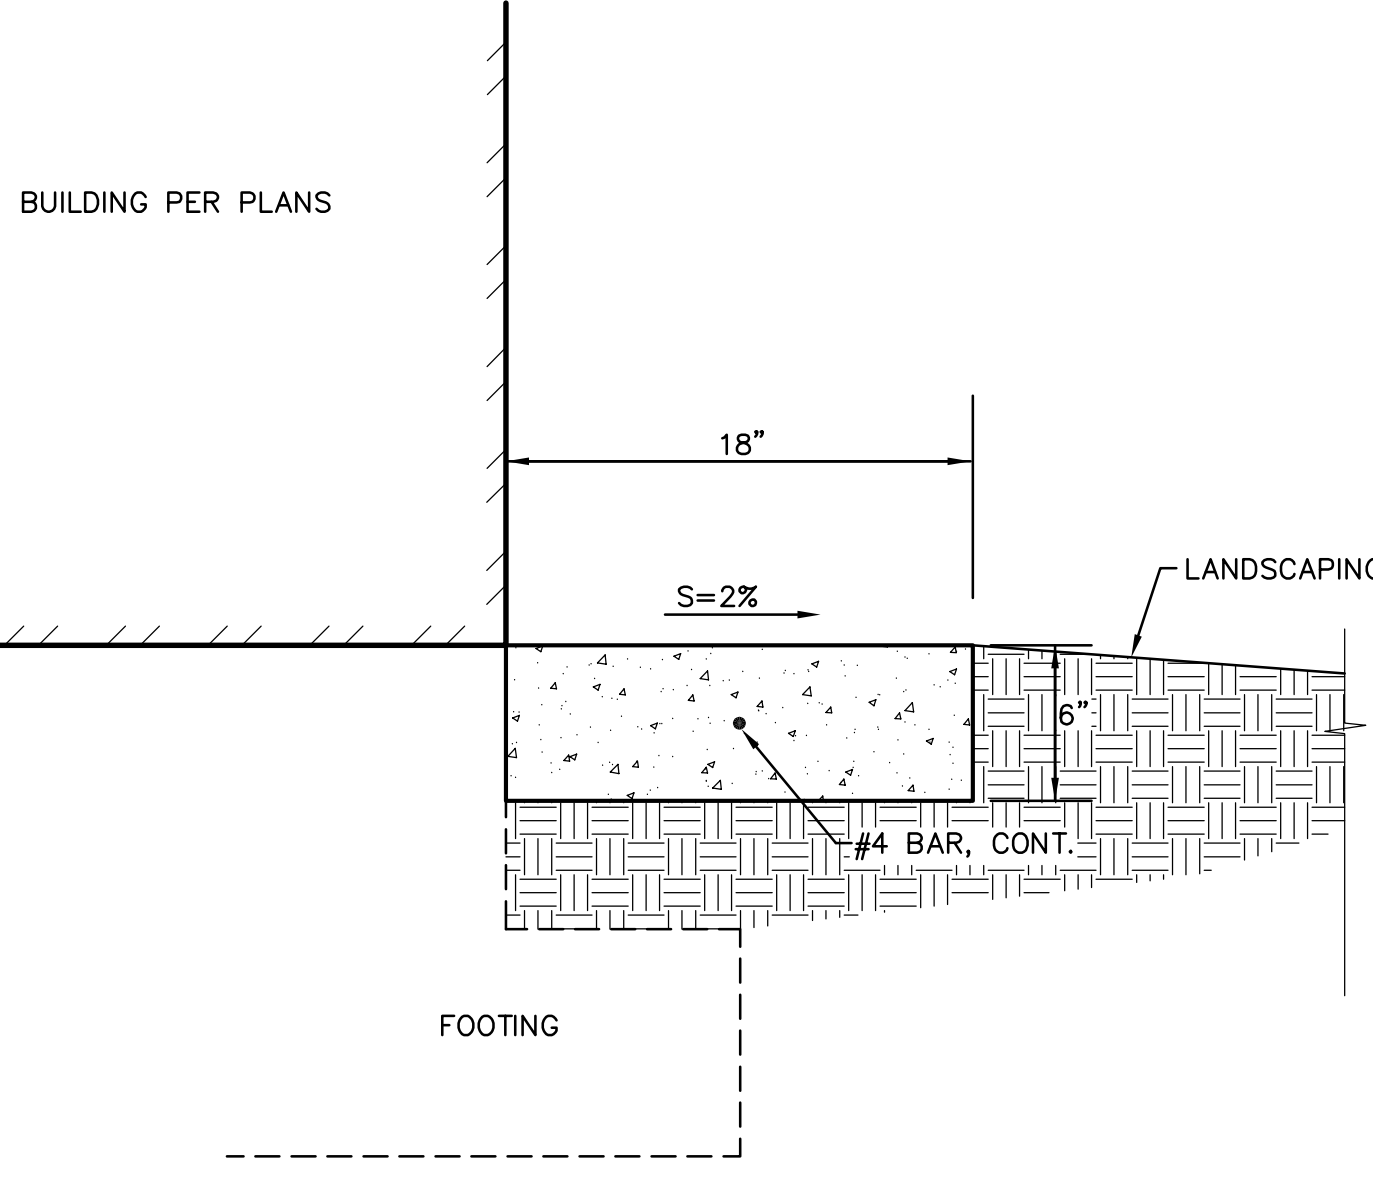 BUILDING PER PLANS
18”
LANDSCAPING
S=2%
6”
#4 BAR, CONT.
FOOTING